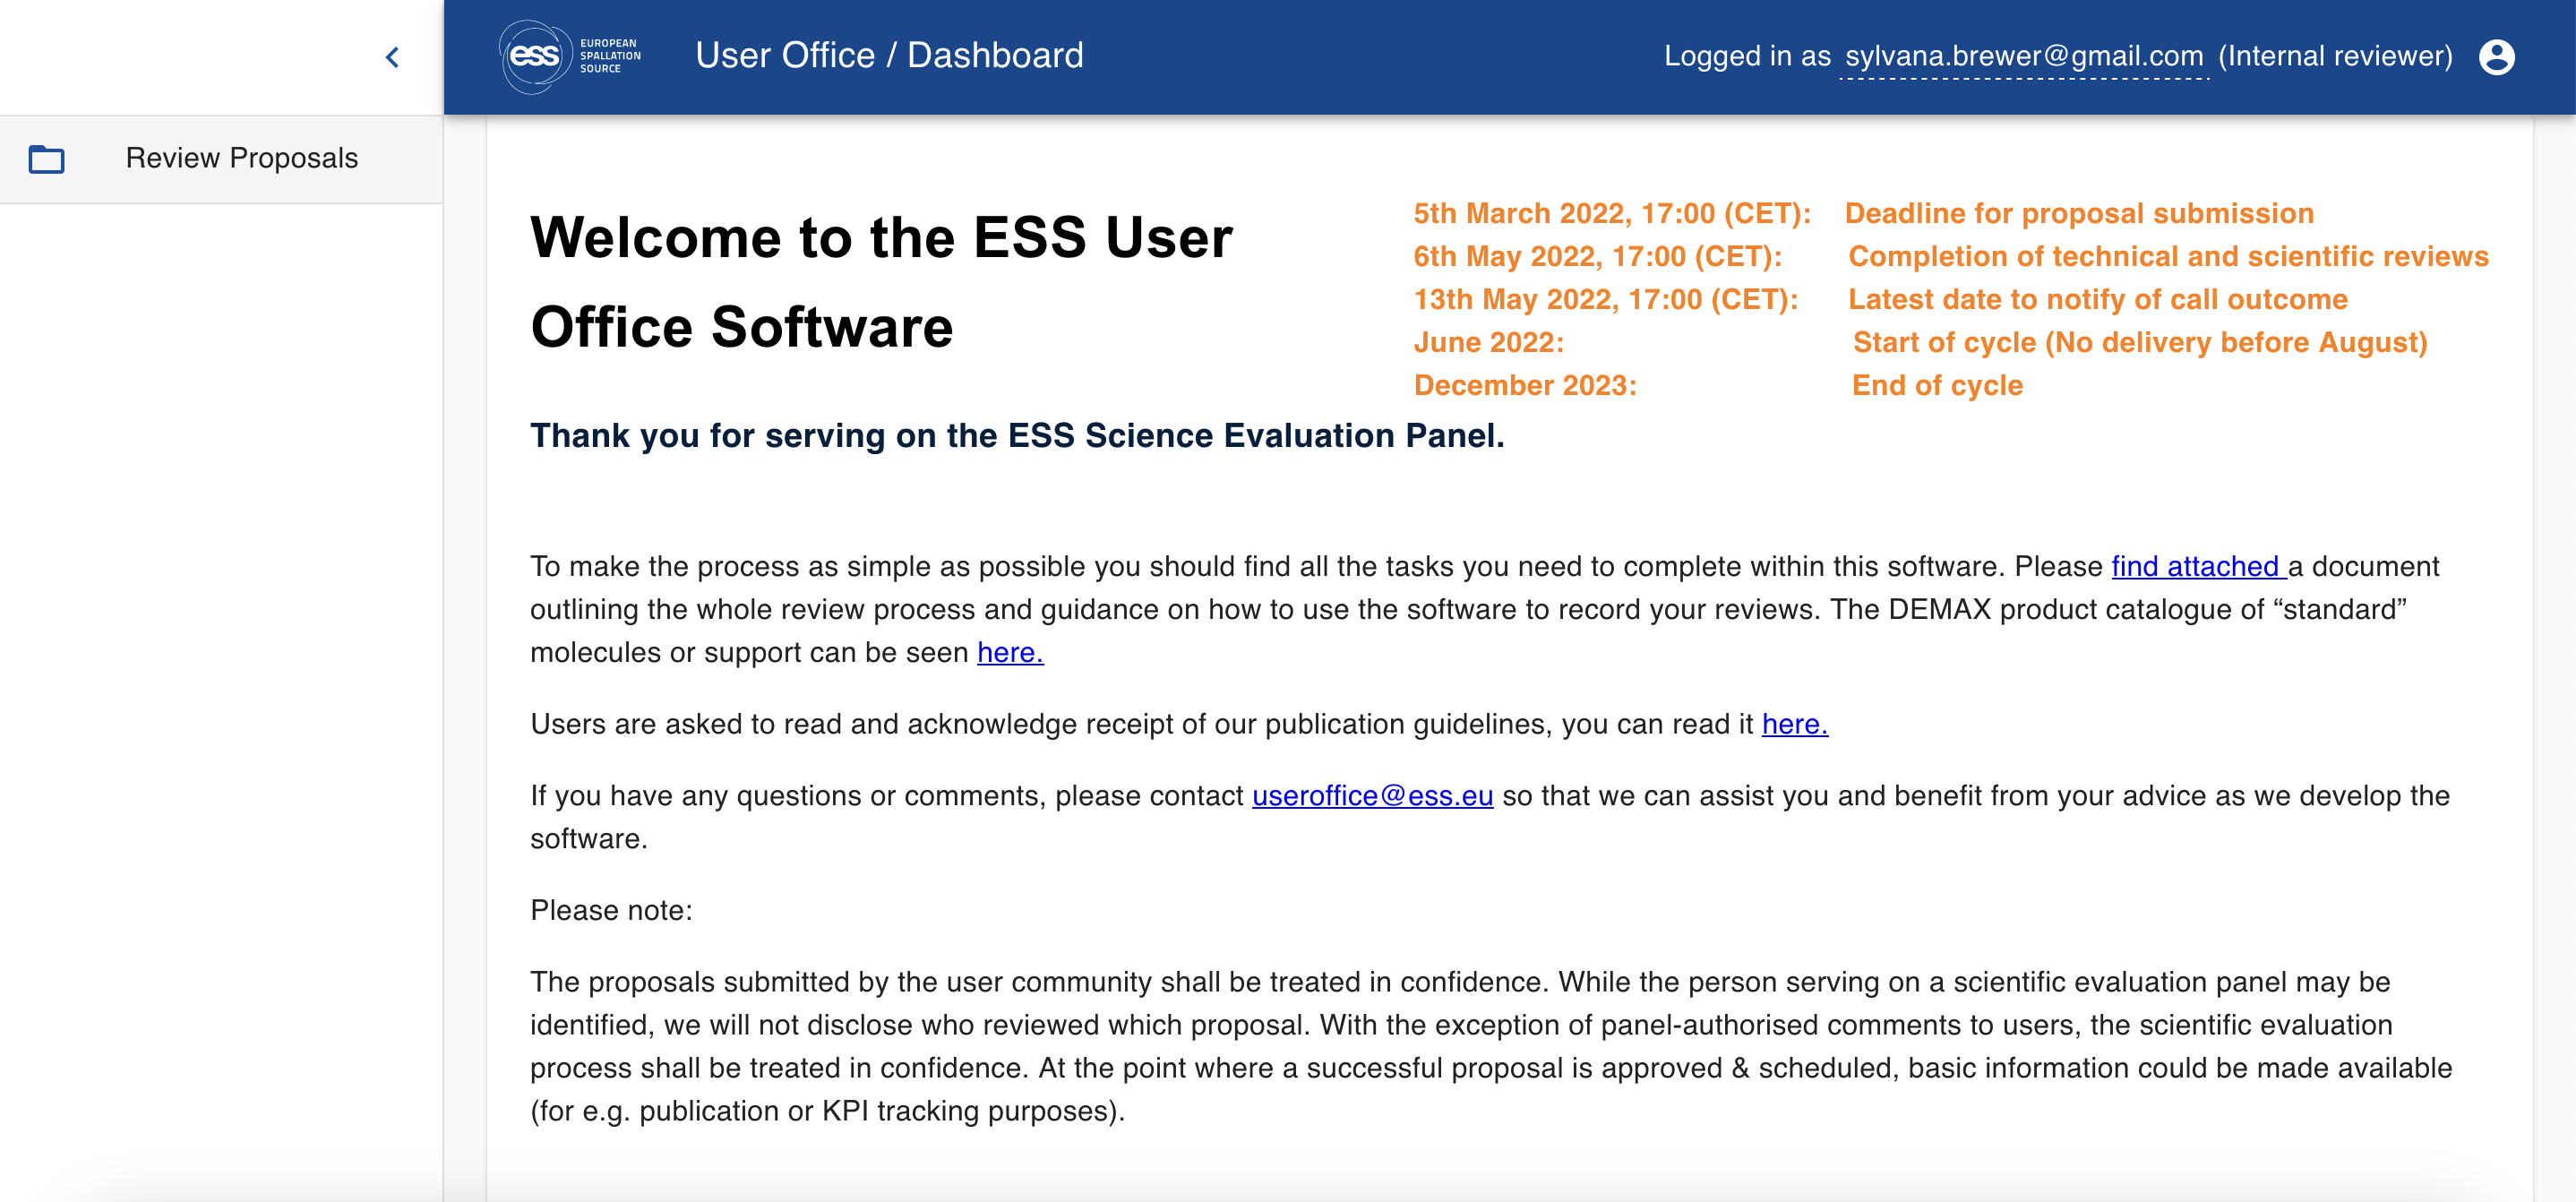 ess EUROPEAN
SPALLATION
SOURCE
User Office / Dashboard
Logged in as sylvana.brewer@gmail.com (Internal reviewer)
Review Proposals
Welcome to the ESS User
Office Software
5th March 2022, 17:00 (CET): Deadline for proposal submission
6th May 2022, 17:00 (CET): Completion of technical and scientific reviews
13th May 2022, 17:00 (CET): Latest date to notify of call outcome
June 2022: Start of cycle (No delivery before August)
December 2023: End of cycle
Thank you for serving on the ESS Science Evaluation Panel.
To make the process as simple as possible you should find all the tasks you need to complete within this software. Please find attached a document
outlining the whole review process and guidance on how to use the software to record your reviews. The DEMAX product catalogue of “standard”
molecules or support can be seen here.
Users are asked to read and acknowledge receipt of our publication guidelines, you can read it here.
If you have any questions or comments, please contact useroffice@ess.eu so that we can assist you and benefit from your advice as we develop the
software.
Please note:
The proposals submitted by the user community shall be treated in confidence. While the person serving on a scientific evaluation panel may be
identified, we will not disclose who reviewed which proposal. With the exception of panel-authorised comments to users, the scientific evaluation
process shall be treated in confidence. At the point where a successful proposal is approved & scheduled, basic information could be made available
(for e.g. publication or KPI tracking purposes).